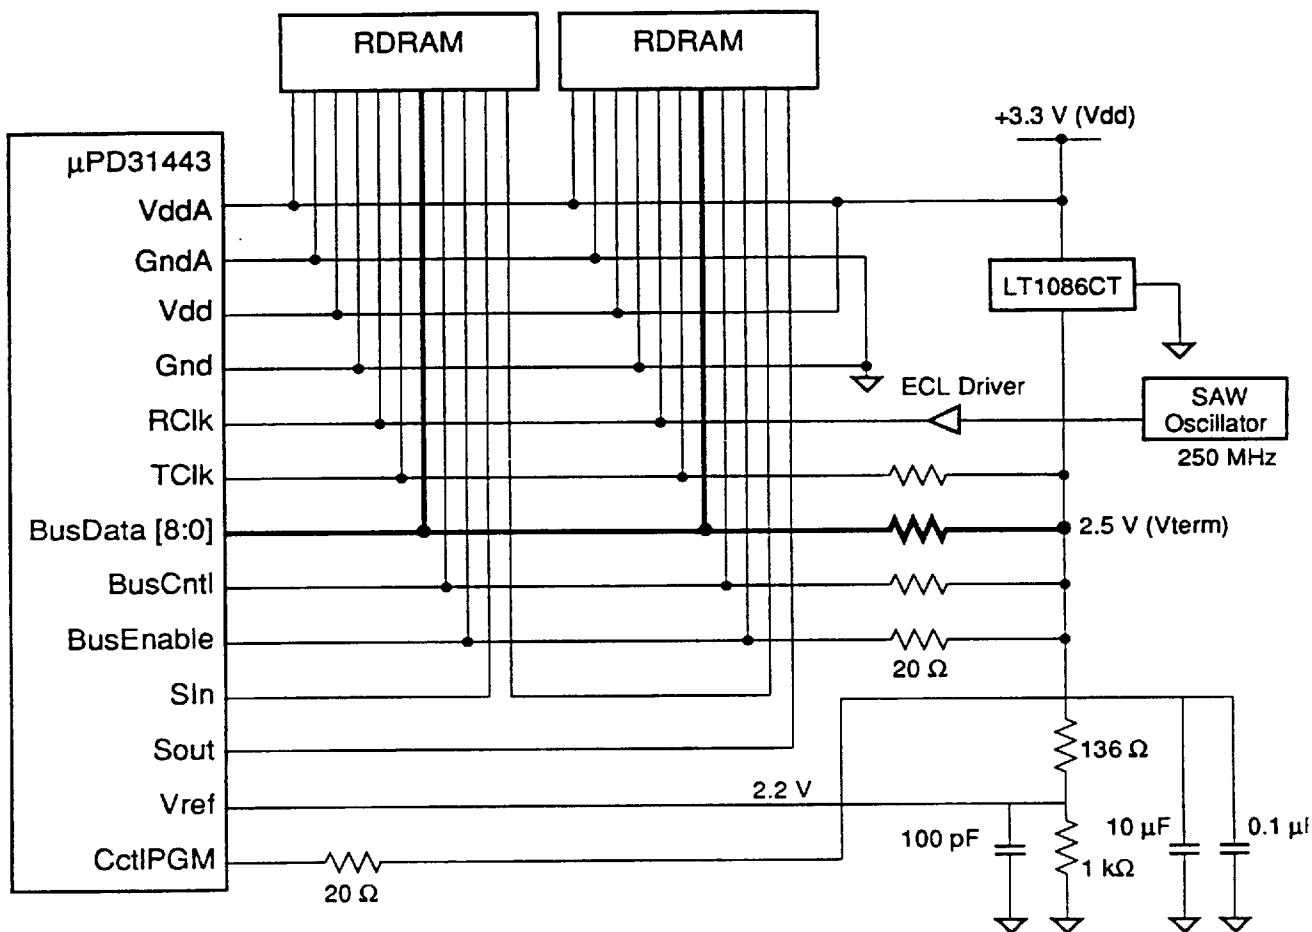 RDRAM
RDRAM
+3.3 V (Vdd)
μPD31443
VddA
GndA
LT1086CT
Vdd
Gnd
ECL Driver
SAW
Oscillator
250 MHz
RClk
TClk
BusData [8:0]
2.5 V (Vterm)
BusCntl
BusEnable
20 Ω
SIn
Sout
136 Ω
Vref
2.2 V
100 pF
10 μF
0.1 μ
CctlPGM
1 kΩ
20 Ω